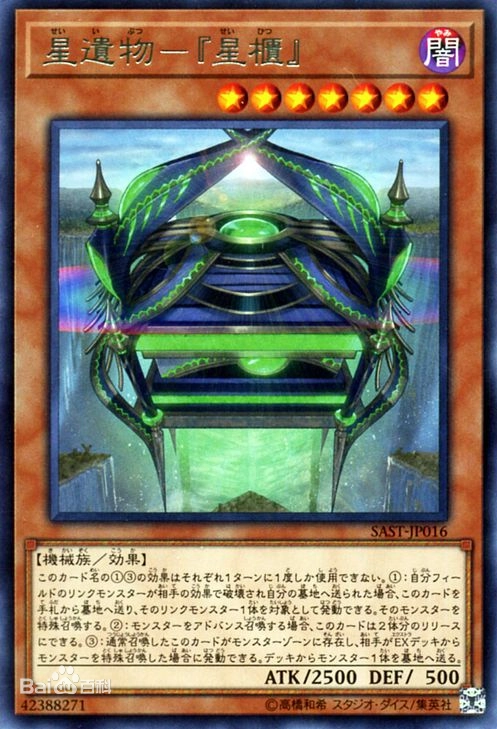 星遺物－『星櫃』
闇
SAST-JP016
【機械族／効果】
このカード名の①③の効果はそれぞれ1ターンに1度しか使用できない。①：自分フィー
ルドのリンクモンスターが相手の効果で破壊され自分の墓地へ送られた場合、このカードを
手札から墓地へ送り、そのリンクモンスター1体を対象として発動できる。そのモンスターを
特殊召喚する。②：モンスターをアドバンス召喚する場合、このカードは2体分のリリース
にできる。③：通常召喚したこのカードがモンスターゾーンに存在し、相手がEXデッキから
モンスターを特殊召喚した場合に発動できる。デッキからモンスター1体を墓地へ送る。
ATK/2500 DEF/ 500
Bai百科
42388271
©高橋和希 スタジオ・ダイス/集英社